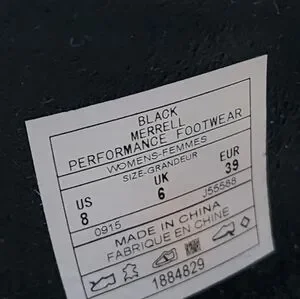 BLACK
MERRELL
PERFORMANCE FOOTWEAR
WOMENS-FEMMES
SIZE-GRANDEUR
US UK EUR
8 6 39
0915 J55588
MADE IN CHINA
FABRIQUE EN CHINE
1884829